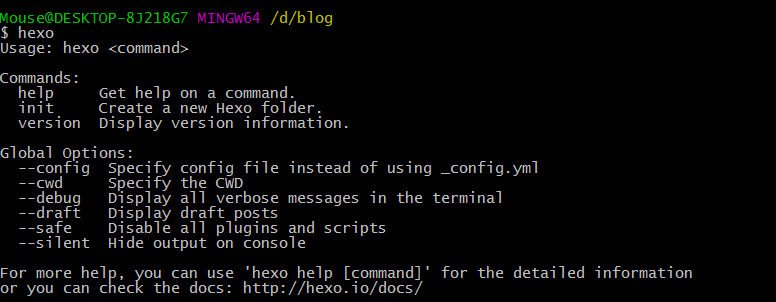 Mouse@DESKTOP-8J218G7 MINGW64 /d/blog
$ hexo
Usage: hexo <command>

Commands:
  help     Get help on a command.
  init     Create a new Hexo folder.
  version  Display version information.

Global Options:
  --config  Specify config file instead of using _config.yml
  --cwd     Specify the CWD
  --debug   Display all verbose messages in the terminal
  --draft   Display draft posts
  --safe    Disable all plugins and scripts
  --silent  Hide output on console

For more help, you can use 'hexo help [command]' for the detailed information
or you can check the docs: http://hexo.io/docs/